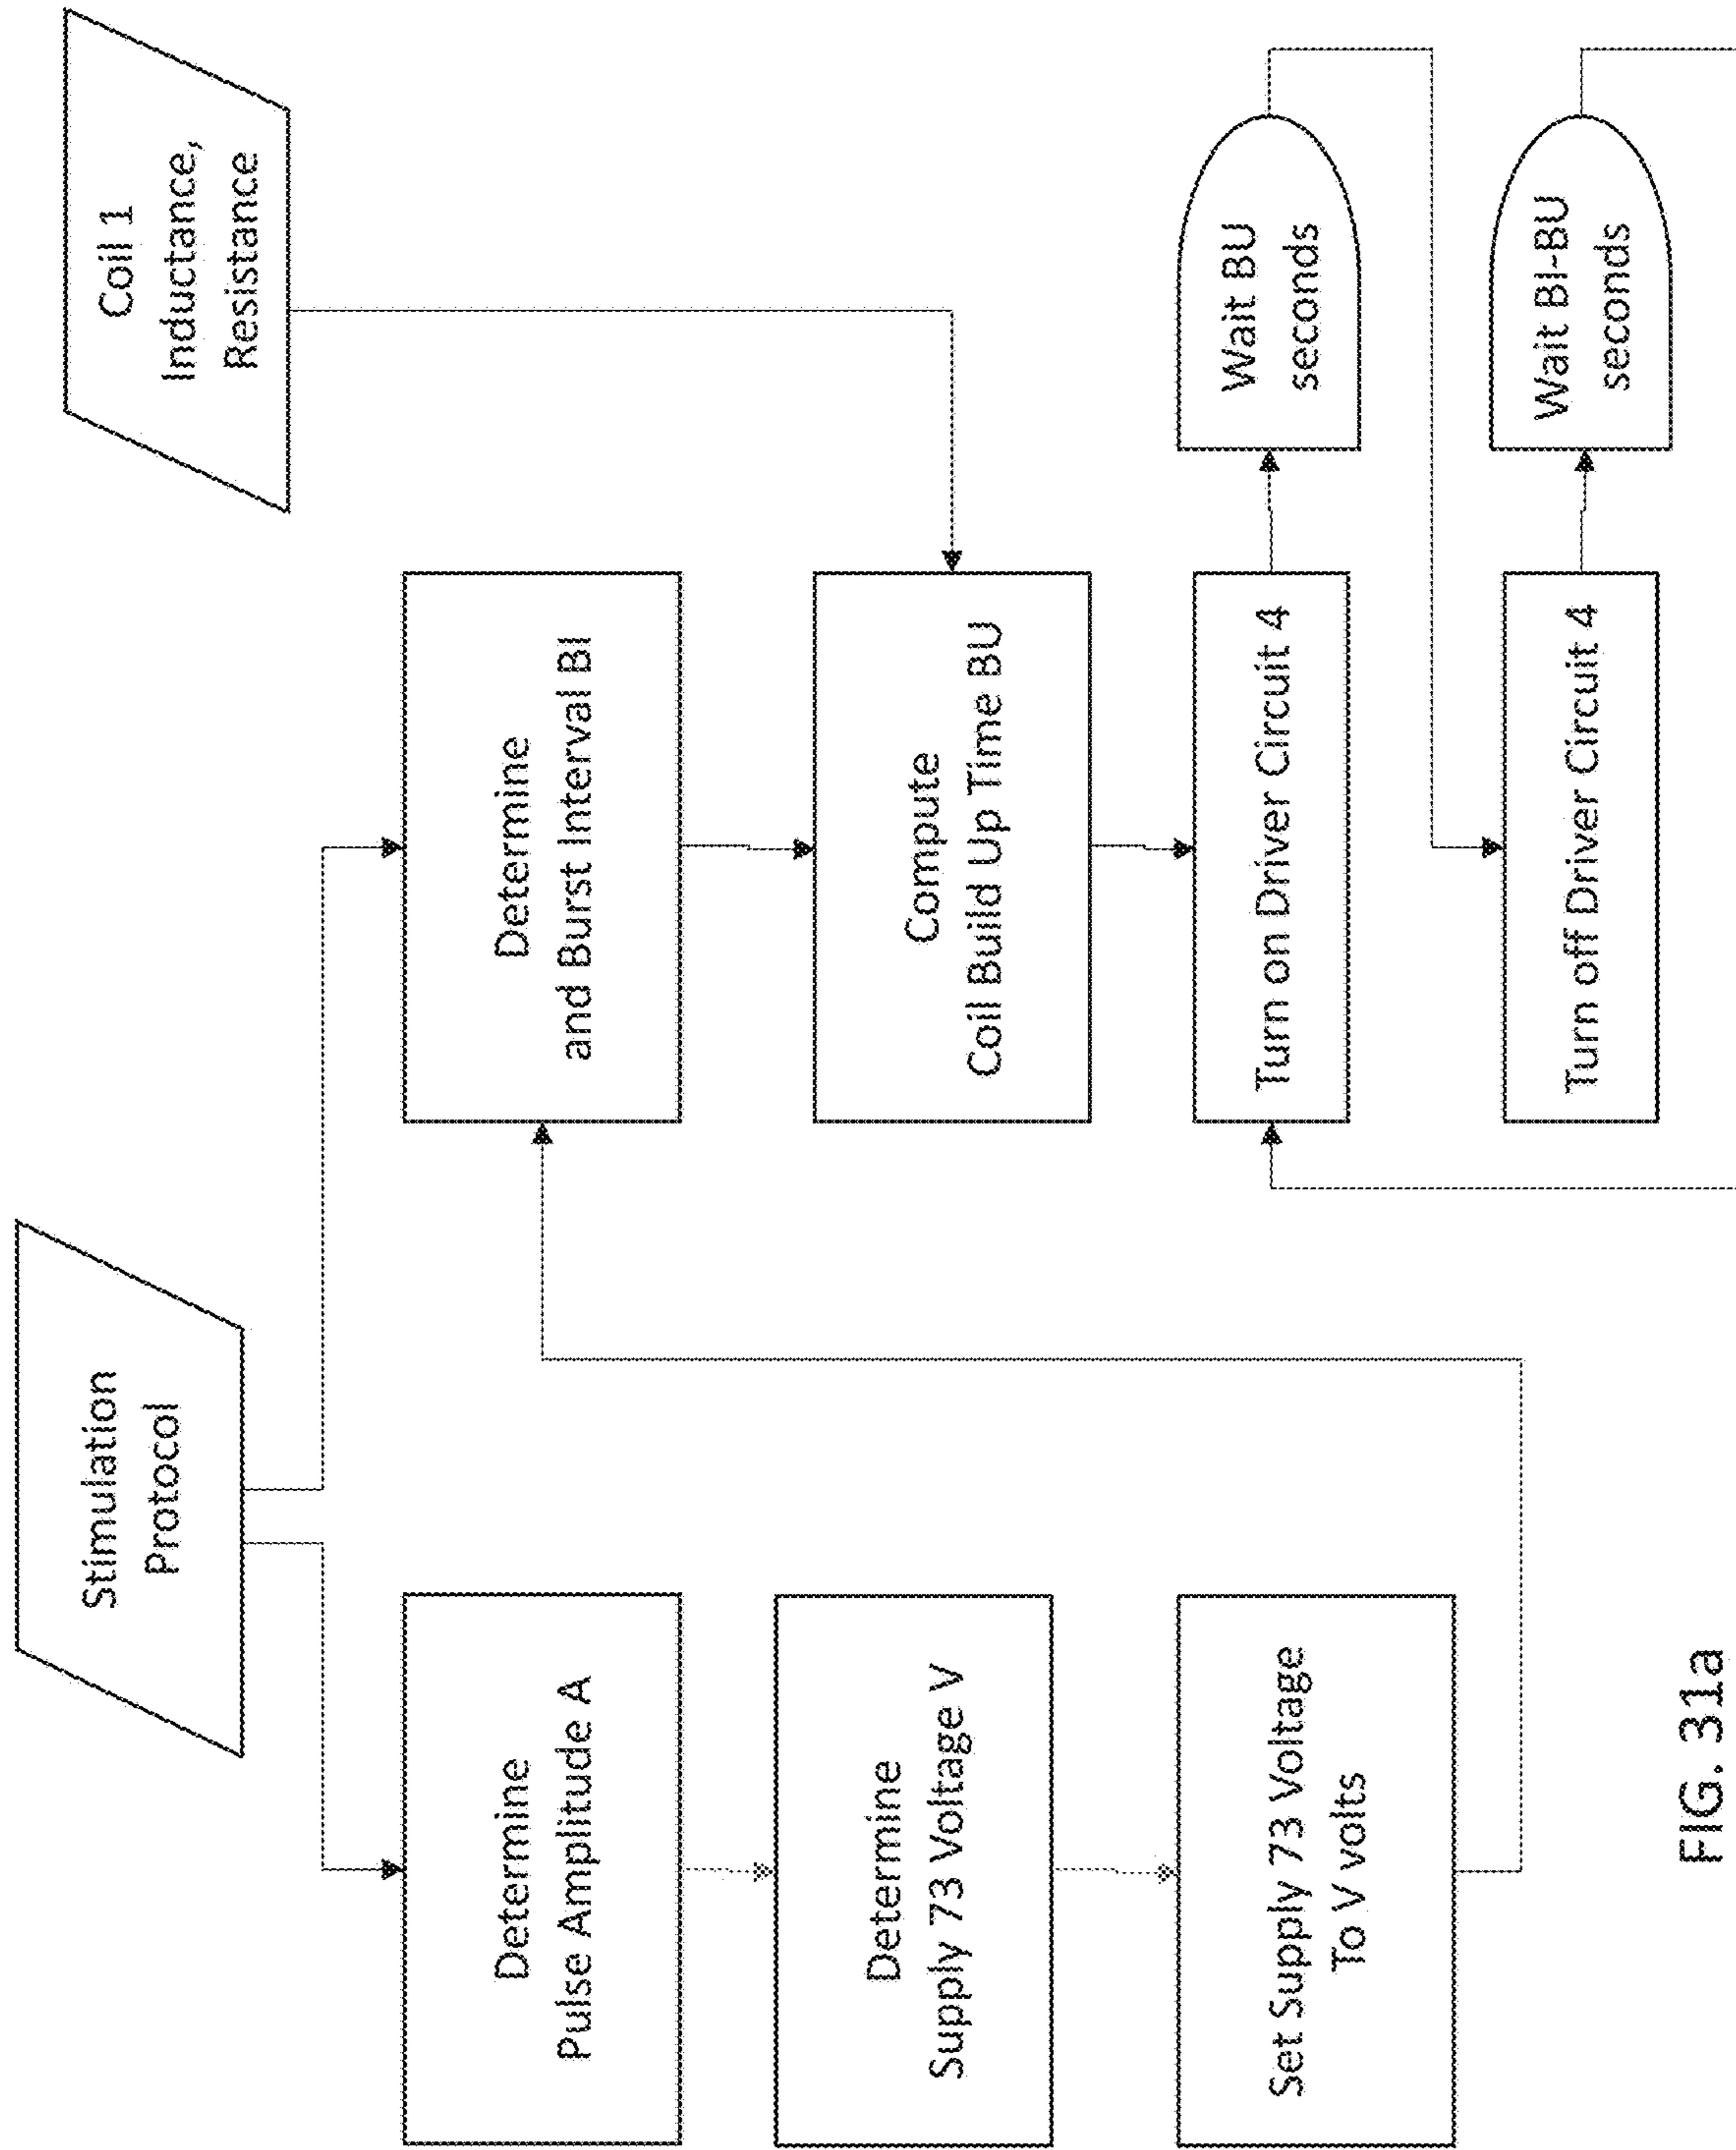 Stimulation
Protocol
Coil 1
Inductance,
Resistance
Determine
Pulse Amplitude A
Determine
and Burst Interval BI
Determine
Supply 73 Voltage V
Compute
Coil Build Up Time BU
Set Supply 73 Voltage
To V volts
Turn on Driver Circuit 4
Wait BU
seconds
Turn off Driver Circuit 4
Wait BI-BU
seconds
FIG. 31a